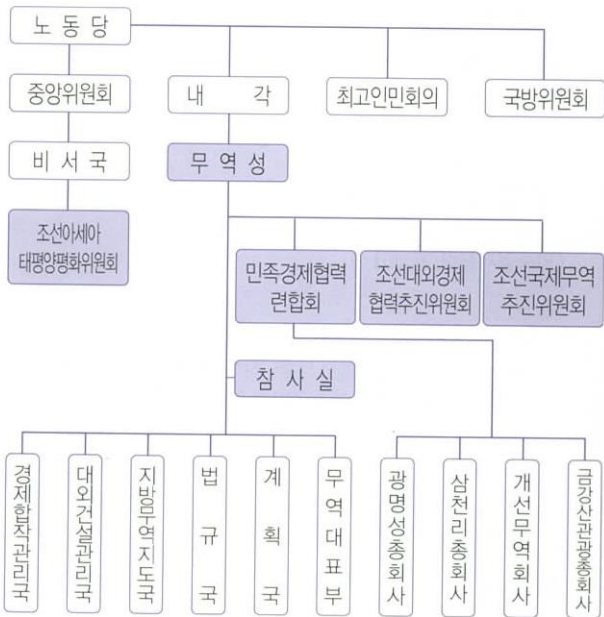 노 동 당
중앙위원회
내 각
최고인민회의
국방위원회
비 서 국
무 역 성
조선아세아
태평양평화위원회
민족경제협력
련합회
조선대외경제
협력추진위원회
조선국제무역
추진위원회
참 사 실
경제합작관리국
대외건설관리국
지방무역지도국
법 규 국
계 획 국
무 역 대 표 부
광명성총회사
삼천리총회사
개선무역회사
금강산관광총회사